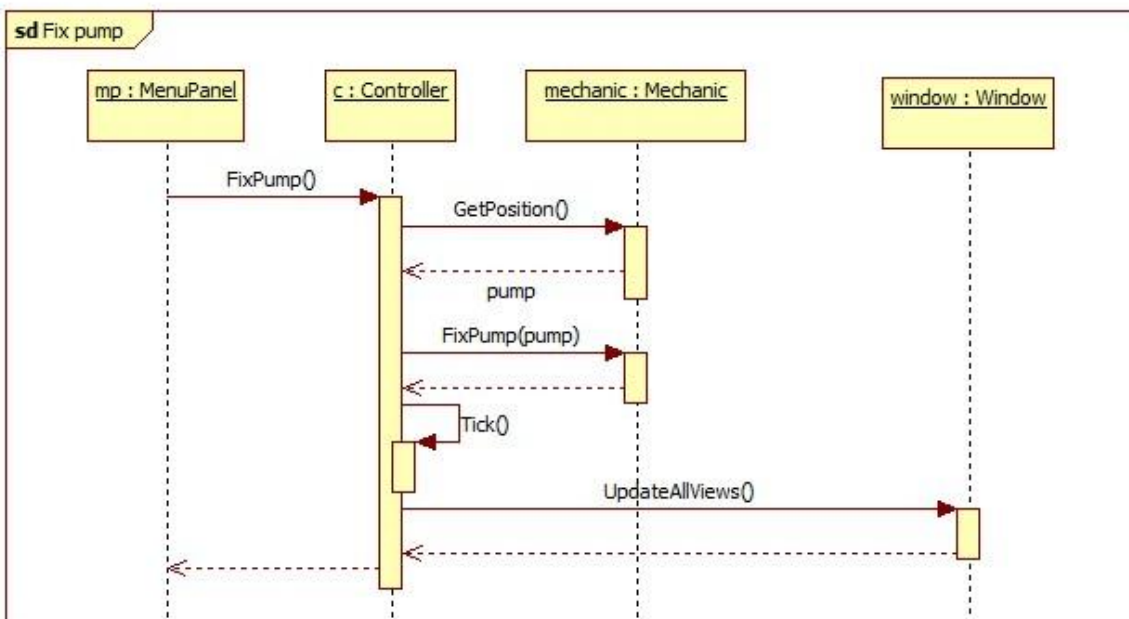 sd Fix pump
mp : MenuPanel
c : Controller
mechanic : Mechanic
window : Window
FixPump()
GetPosition()
pump
FixPump(pump)
Tick()
UpdateAllViews()